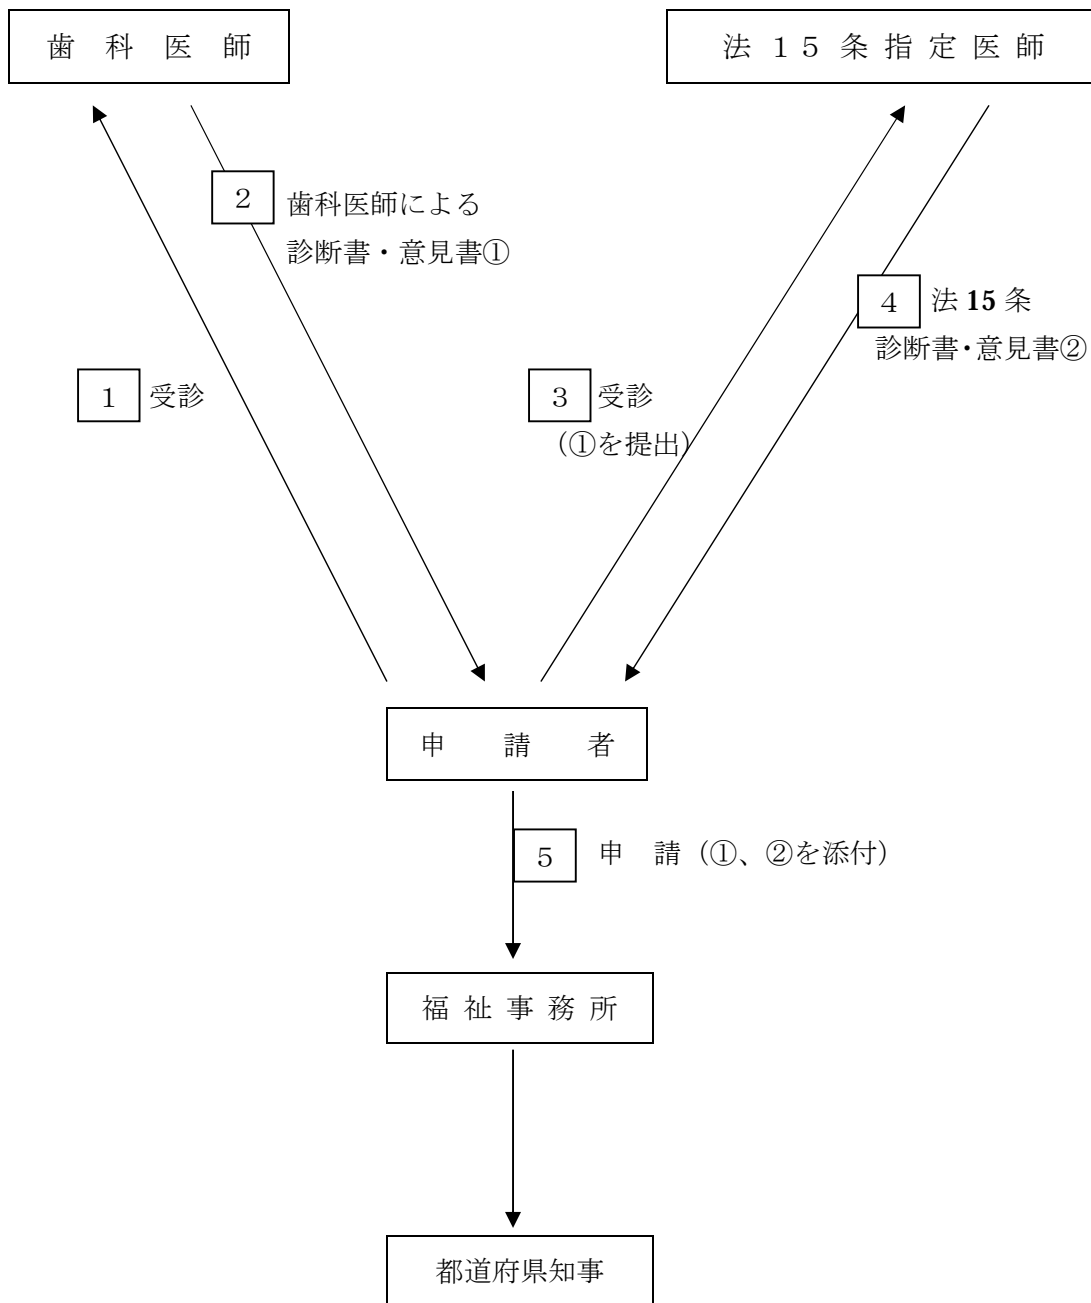 歯科医師
法15条指定医師
2 歯科医師による
診断書・意見書①
4 法15条
診断書・意見書②
1 受診
3 受診
(①を提出)
申請者
5 申 請(①、②を添付)
福祉事務所
都道府県知事